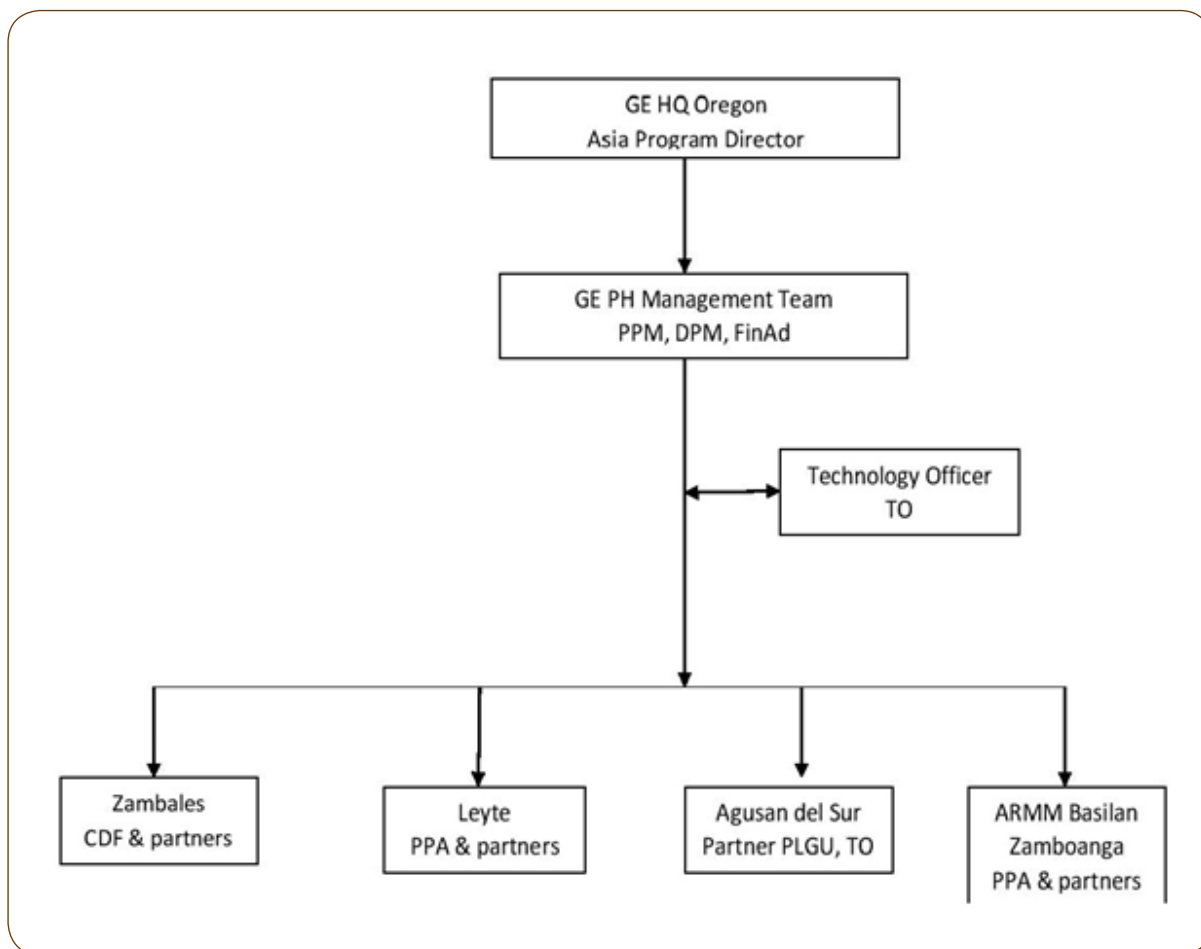 GE HQ Oregon
Asia Program Director
GE PH Management Team
PPM, DPM, FinAd
Technology Officer
TO
Zambales
CDF & partners
Leyte
PPA & partners
Agusan del Sur
Partner PLGU, TO
ARMM Basilan
Zamboanga
PPA & partners